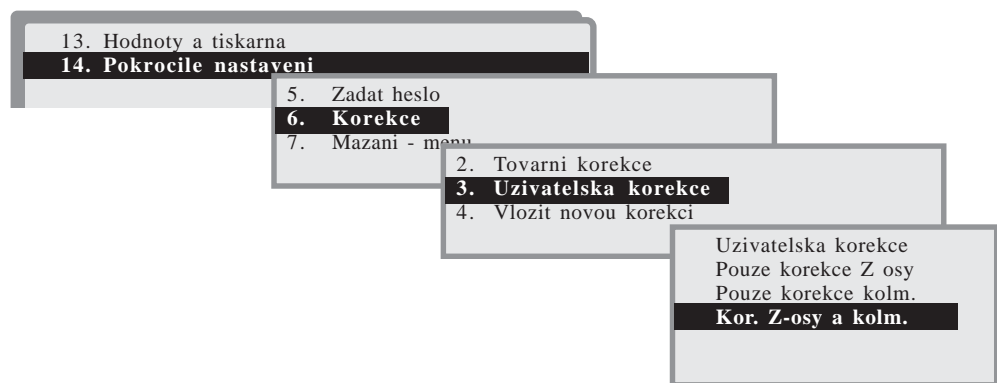 13. Hodnoty a tiskarna
14. Pokrocile nastaveni
5. Zadat heslo
6. Korekce
7. Mazani - menu
2. Tovarni korekce
3. Uzivatelska korekce
4. Vlozit novou korekci
Uzivatelska korekce
Pouze korekce Z osy
Pouze korekce kolm.
Kor. Z-osy a kolm.